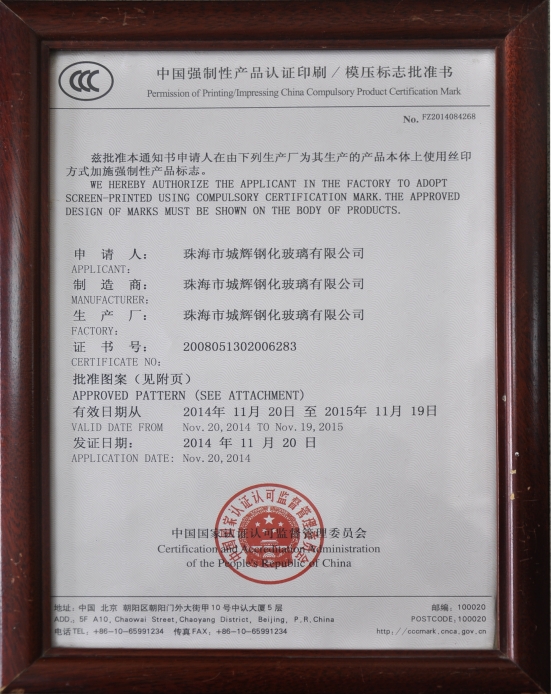 CCC
中国强制性产品认证印刷／模压标志批准书
Permission of Printing/Impressing China Compulsory Product Certification Mark
No. FZ2014084268
兹批准本通知书申请人在由下列生产厂为其生产的产品本体上使用丝印
方式加施强制性产品标志。
WE HEREBY AUTHORIZE THE APPLICANT IN THE FACTORY TO ADOPT
SCREEN-PRINTED USING COMPULSORY CERTIFICATION MARK.THE APPROVED
DESIGN OF MARKS MUST BE SHOWN ON THE BODY OF PRODUCTS.
申 请 人： 珠海市城辉钢化玻璃有限公司
APPLICANT:
制 造 商： 珠海市城辉钢化玻璃有限公司
MANUFACTURER:
生 产 厂： 珠海市城辉钢化玻璃有限公司
FACTORY:
证 书 号： 2008051302006283
CERTIFICATE NO:
批准图案（见附页）
APPROVED PATTERN (SEE ATTACHMENT)
有效日期从 2014年 11月 20日 至 2015年 11月 19日
VALID DATE FROM Nov.20,2014 TO Nov.19,2015
发证日期： 2014 年 11 月 20 日
APPLICATION DATE: Nov.20,2014
中国国家认证认可监督管理委员会
中国国家认证认可监督管理委员会
Certification and Accreditation Administration
of the People's Republic of China
地址：中国 北京 朝阳区朝阳门外大街甲10号中认大厦5层 邮编：100020
ADD., 5F A10, Chaowai Street,Chaoyang District, Beijing, P.R.China POSTCODE:100020
电话TEL：+86-10-65991234 传真FAX，+86-10-65991234 http://cccmark.cnca.gov.cn